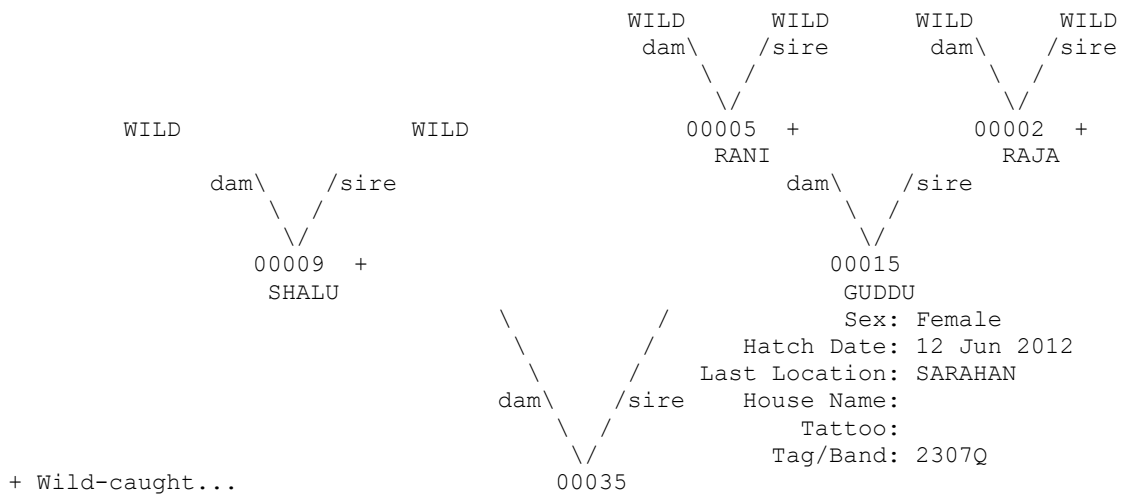 WILD WILD WILD WILD
dam\ /sire dam\ /sire
\ / \ /
\/ \/
WILD WILD 00005 + 00002 +
RANI RAJA
dam\ /sire dam\ /sire
\ / \ /
\/ \/
00009 + 00015
SHALU GUDDU
\ / Sex: Female
\ / Hatch Date: 12 Jun 2012
\ / Last Location: SARAHAN
dam\ /sire House Name:
\ / Tattoo:
\/ Tag/Band: 2307Q
+ Wild-caught... 00035